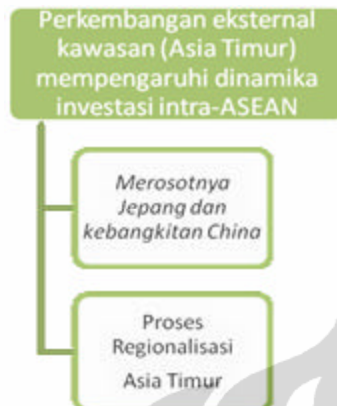 Perkembangan eksternal
kawasan (Asia Timur)
mempengaruhi dinamika
investasi intra-ASEAN
Merosotnya
Jepang dan
kebangkitan China
Proses
Regionalisasi
Asia Timur